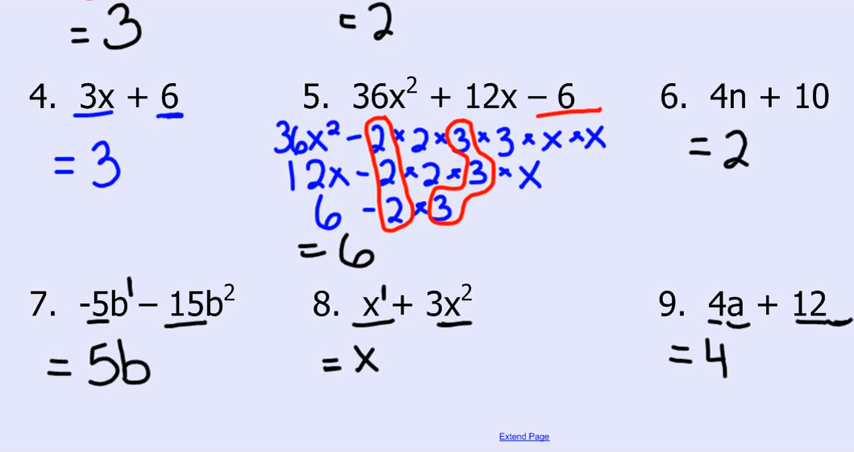 = 3 = 2
4. 3x + 6 5. 36x² + 12x – 6 6. 4n + 10
36x² - 2 * 2 * 3 * 3 * x * x
= 3 12x - 2 * 2 * 3 * x = 2
6 - 2 * 3
= 6
7. -5b¹ – 15b² 8. x¹ + 3x² 9. 4a + 12
= 5b = x = 4
Extend Page